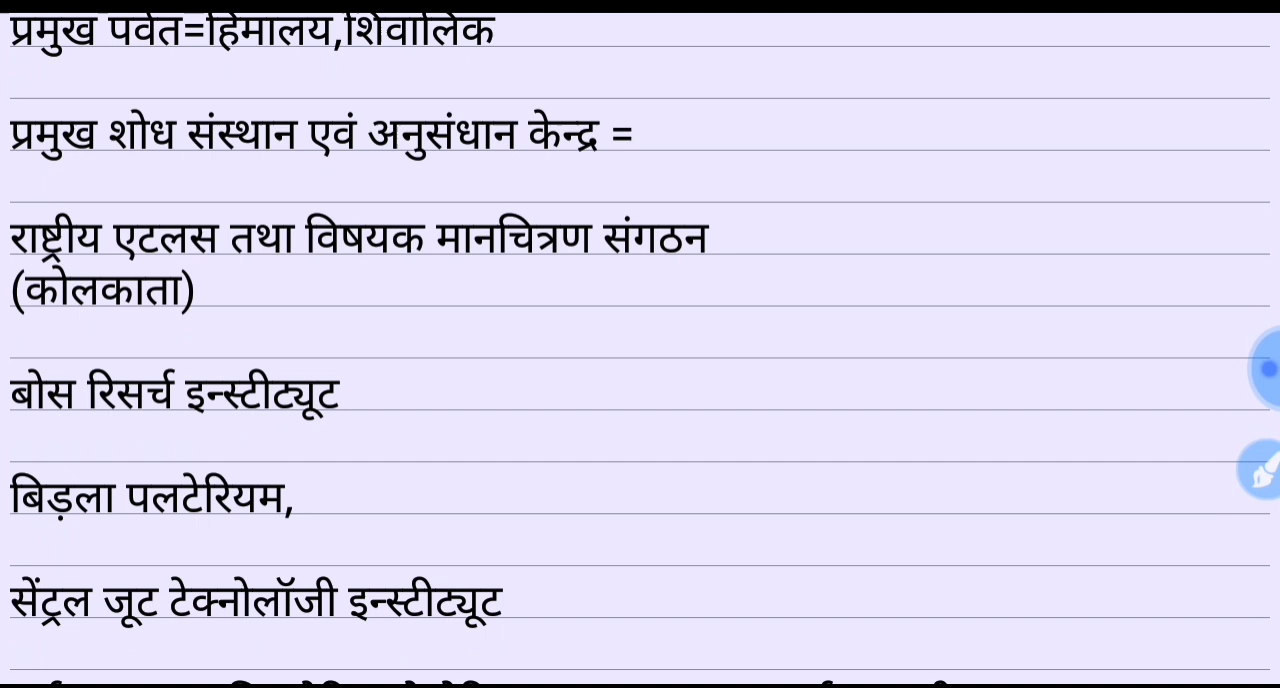 प्रमुख पर्वत=हिमालय,शिवालिक
प्रमुख शोध संस्थान एवं अनुसंधान केन्द्र =
राष्ट्रीय एटलस तथा विषयक मानचित्रण संगठन
(कोलकाता)
बोस रिसर्च इन्स्टीट्यूट
बिड़ला पलटेरियम,
सेंट्रल जूट टेक्नोलॉजी इन्स्टीट्यूट